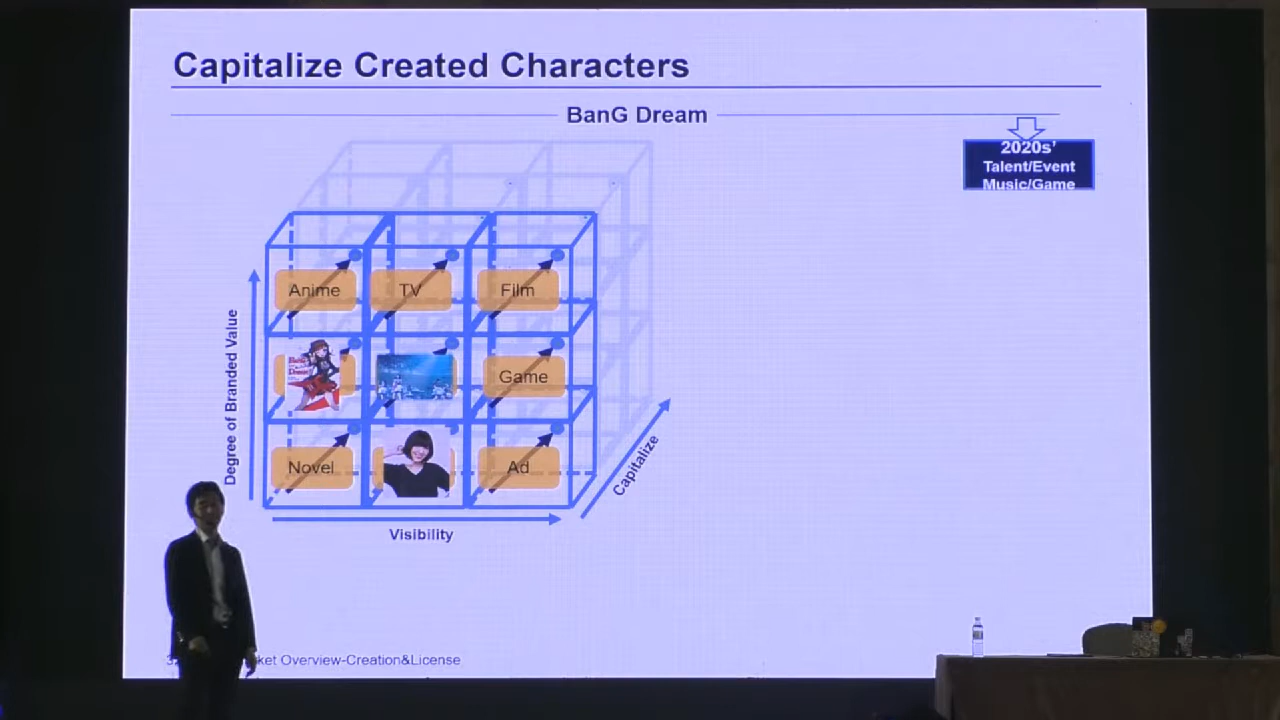 Capitalize Created Characters
BanG Dream
2020s'
Talent/Event
Music/Game
Anime
TV
Film
Game
Novel
Ad
Degree of Branded Value
Visibility
Capitalize
ket Overview-Creation&License